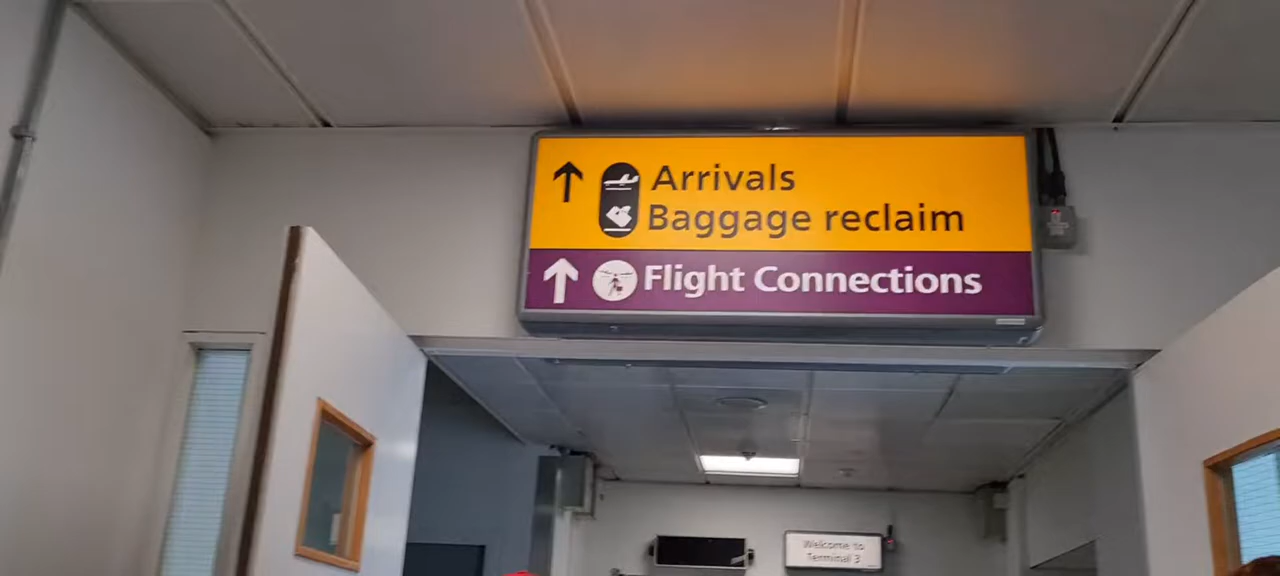 Arrivals
Baggage reclaim
Flight Connections
Welcome to
Terminal 3